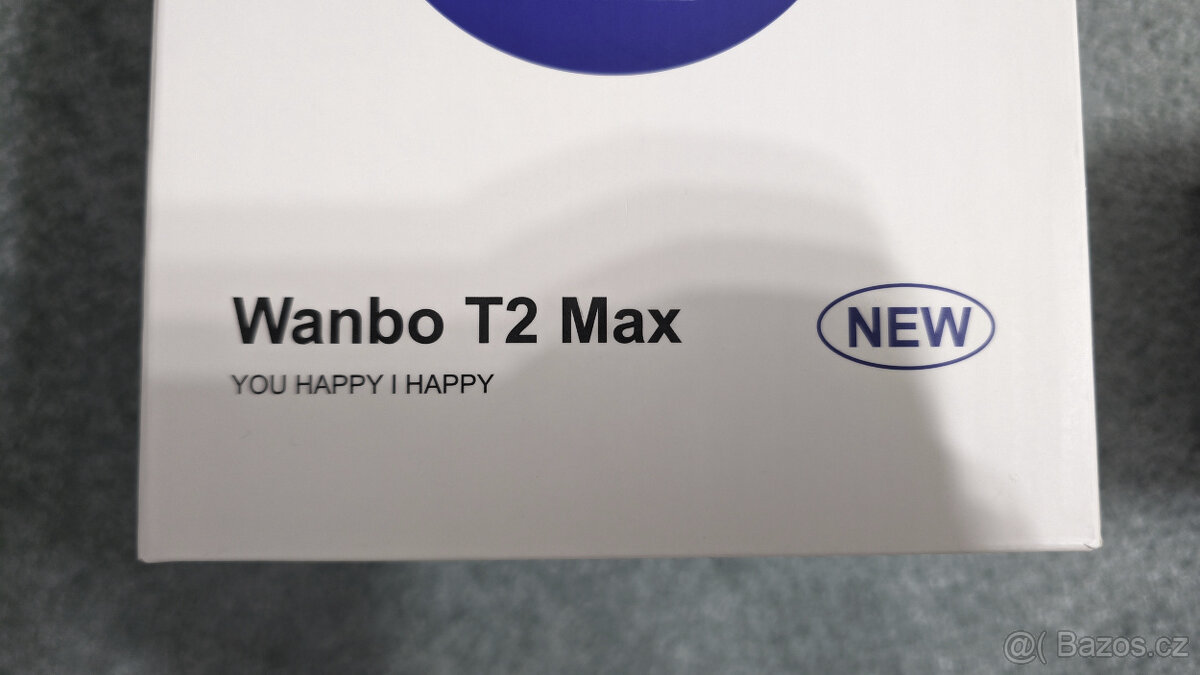 Wanbo T2 Max
NEW
YOU HAPPY I HAPPY
@( Bazos.cz